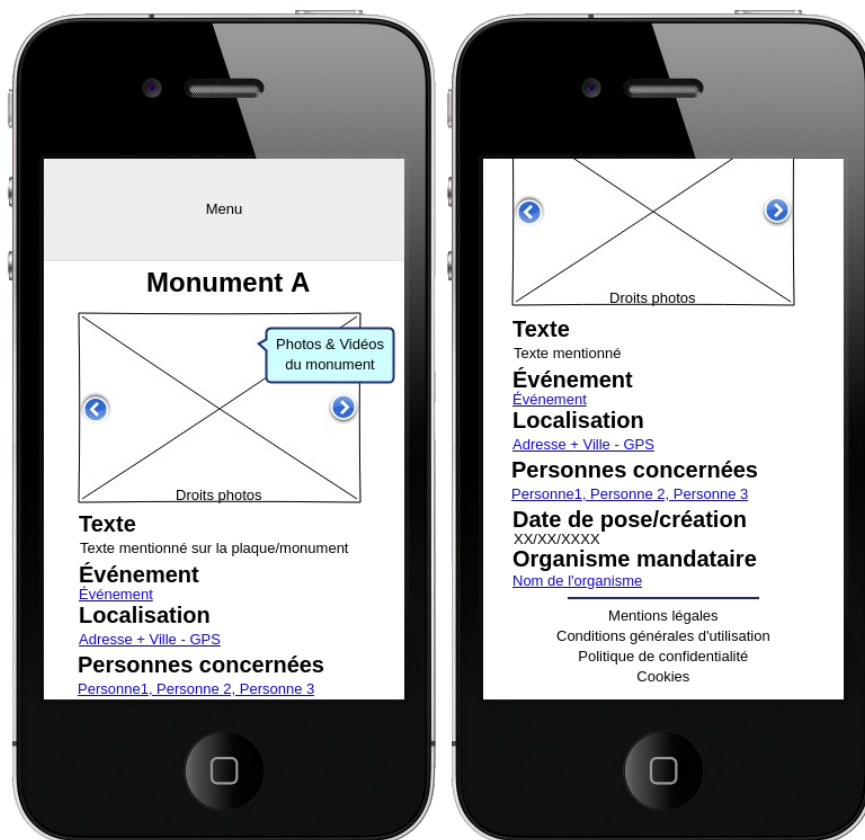 Menu
Monument A
Photos & Vidéos
du monument
Droits photos
Texte
Texte mentionné sur la plaque/monument
Événement
Événement
Localisation
Adresse + Ville - GPS
Personnes concernées
Personne1, Personne 2, Personne 3
Droits photos
Texte
Texte mentionné
Événement
Événement
Localisation
Adresse + Ville - GPS
Personnes concernées
Personne1, Personne 2, Personne 3
Date de pose/création
XX/XX/XXXX
Organisme mandataire
Nom de l'organisme
Mentions légales
Conditions générales d'utilisation
Politique de confidentialité
Cookies